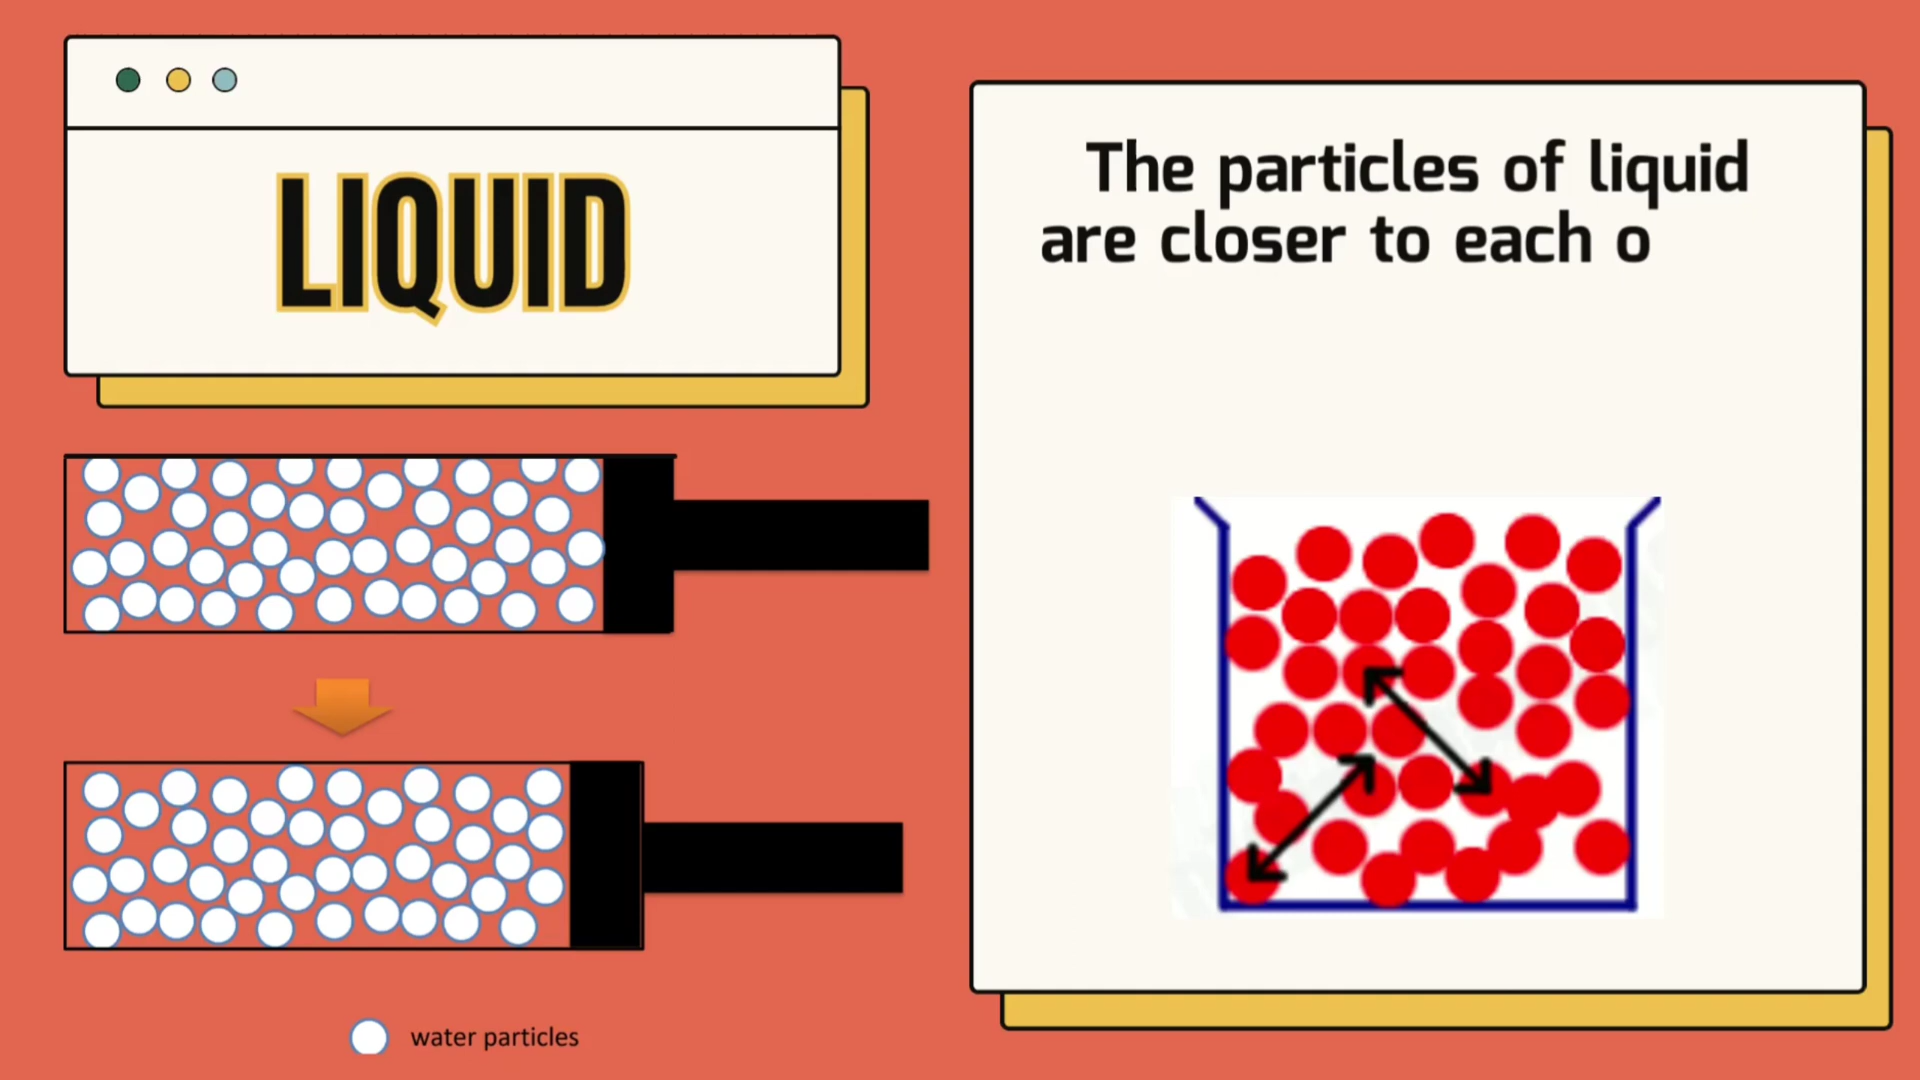 LIQUID
The particles of liquid
are closer to each o
water particles